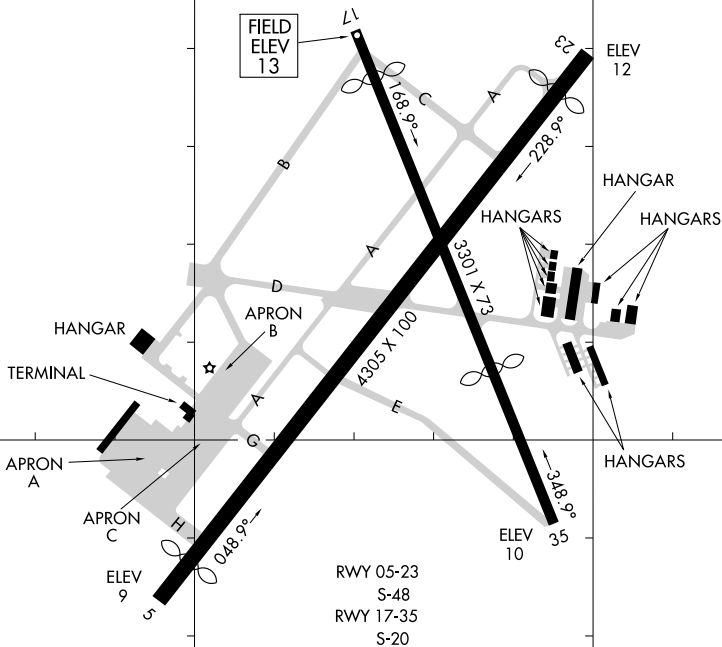 17
FIELD
ELEV
13
23
ELEV
12
168.9°
C
A
228.9°
B
HANGAR
HANGARS
HANGARS
A
3301 X 73
D
APRON
B
HANGAR
4305 X 100
TERMINAL
A
E
G
APRON
A
HANGARS
APRON
C
H
048.9°
348.9°
ELEV
10
35
ELEV
9
5
RWY 05-23
S-48
RWY 17-35
S-20